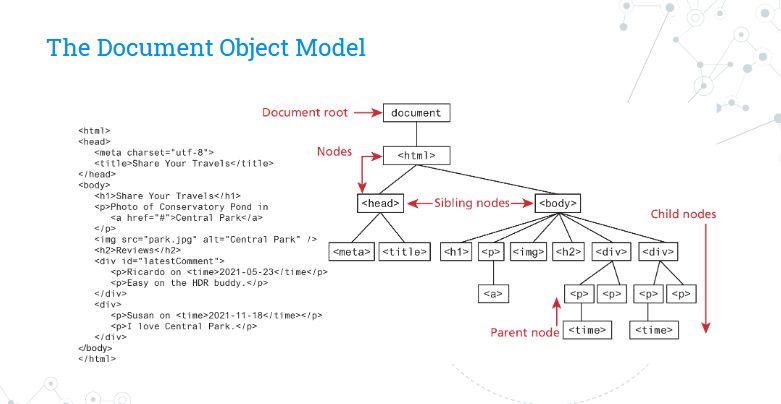 The Document Object Model
<html>
<head>
<meta charset="utf-8">
<title>Share Your Travels</title>
</head>
<body>
<h1>Share Your Travels</h1>
<p>Photo of Conservatory Pond in
<a href="#">Central Park</a>
</p>
<img src="park.jpg" alt="Central Park" />
<h2>Reviews</h2>
<div id="latestComment">
<p>Ricardo on <time>2021-05-23</time</p>
<p>Easy on the HDR buddy.</p>
</div>
<div>
<p>Susan on <time>2021-11-18</time></p>
<p>I love Central Park.</p>
</div>
</body>
</html>
Document root
document
Nodes
<html>
<head>
Sibling nodes
<body>
Child nodes
<meta>
<title>
<h1>
<p>
<img>
<h2>
<div>
<div>
<a>
<p>
<p>
<p>
<p>
Parent node
<time>
<time>